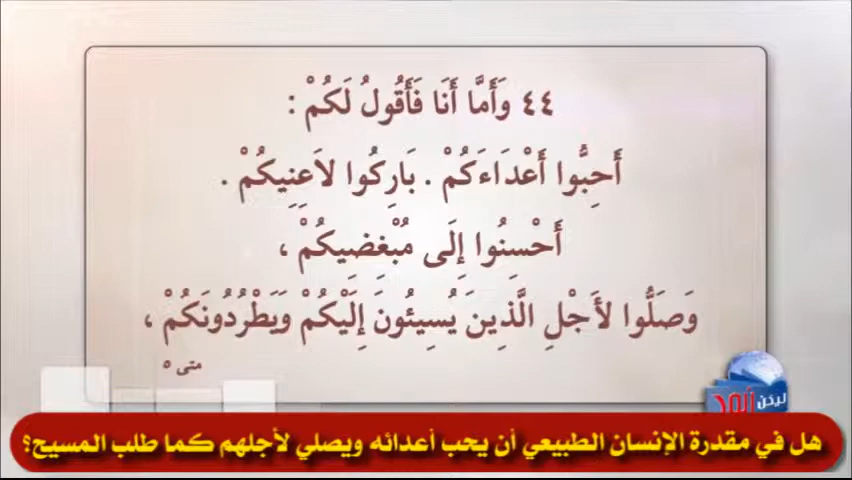 ٤٤ وَأَمَّا أَنَا فَأَقُولُ لَكُمْ :
أَحِبُّوا أَعْدَاءَكُمْ . بَارِكُوا لاَعِنِيكُمْ .
أَحْسِنُوا إِلَى مُبْغِضِيكُمْ ،
وَصَلُّوا لأَجْلِ الَّذِينَ يُسِيئُونَ إِلَيْكُمْ وَيَطْرُدُونَكُمْ ،
متى ٥
ليكن
هل في مقدرة الإنسان الطبيعي أن يحب أعدائه ويصلي لأجلهم كما طلب المسيح؟